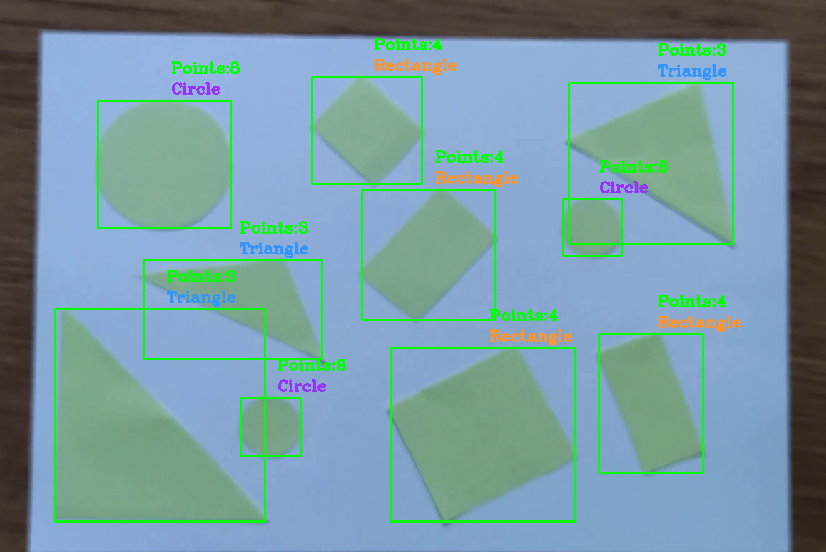 Points:4
Rectangle
Points:3
Triangle
Points:8
Circle
Points:4
Rectangle
Points:8
Circle
Points:3
Triangle
Points:3
Triangle
Points:4
Rectangle
Points:4
Rectangle
Points:8
Circle